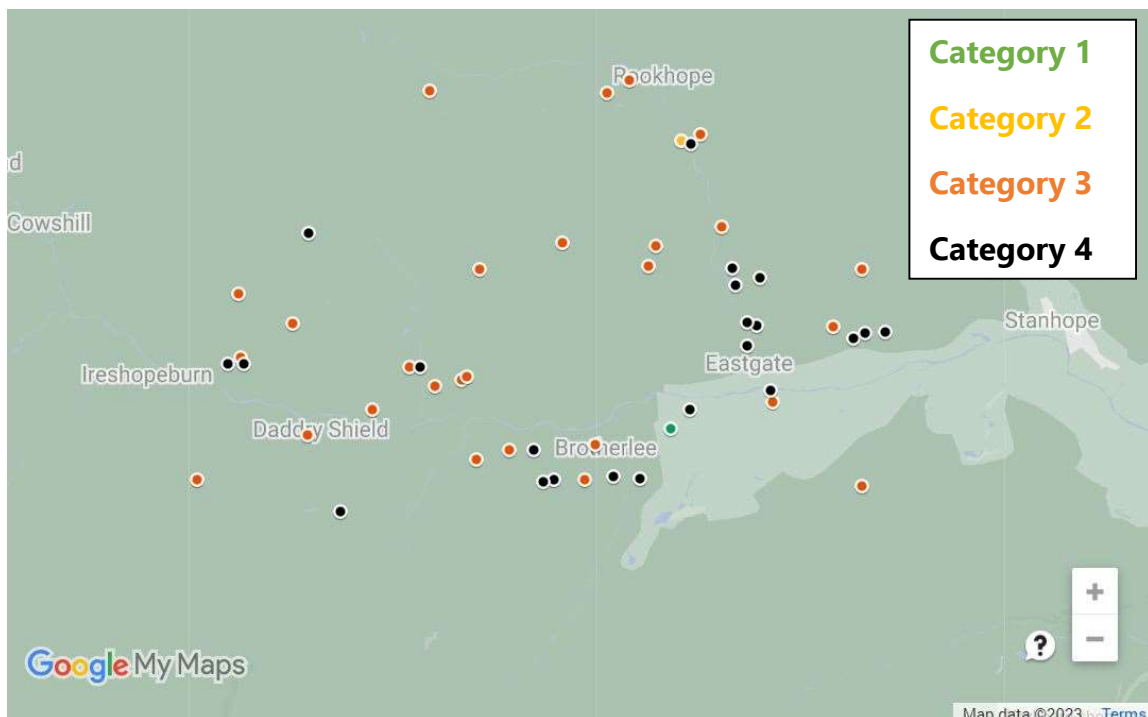 Category 1
Category 2
Category 3
Category 4
Rookhope
d
Cowshill
Stanhope
Eastgate
Ireshopeburn
Daddry Shield
Brotherlee
+
?
−
Google My Maps
Map data ©2023
Terms